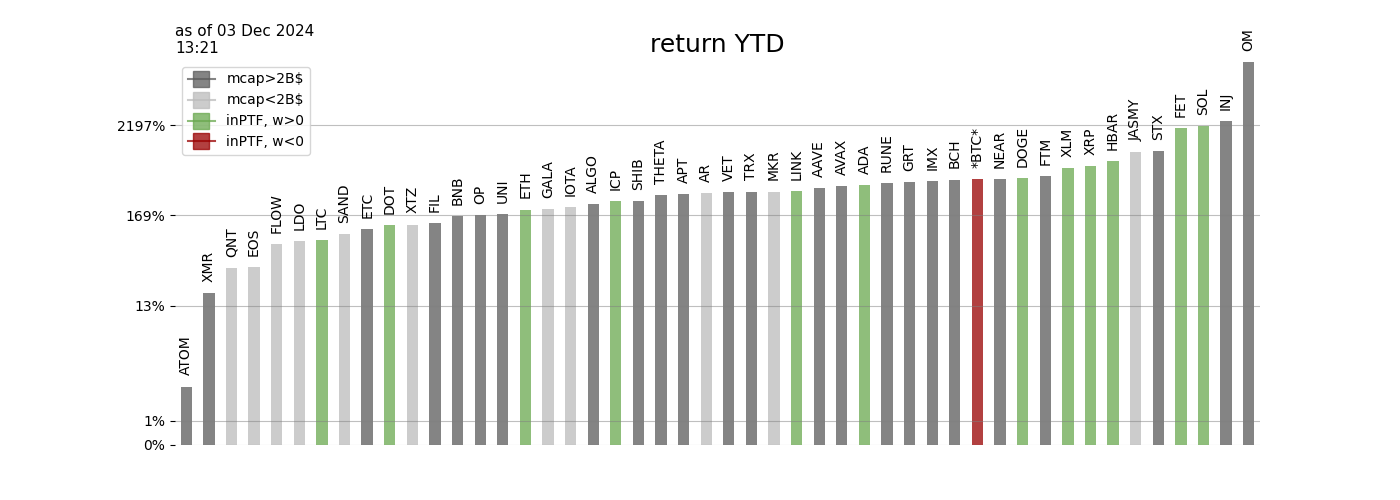 as of 03 Dec 2024
13:21
return YTD
mcap>2B$
mcap<2B$
inPTF, w>0
inPTF, w<0
2197%
169%
13%
1%
0%
ATOM
XMR
QNT
EOS
FLOW
LDO
LTC
SAND
ETC
DOT
XTZ
FIL
BNB
OP
UNI
ETH
GALA
IOTA
ALGO
ICP
SHIB
THETA
APT
AR
VET
TRX
MKR
LINK
AAVE
AVAX
ADA
RUNE
GRT
IMX
BCH
*BTC*
NEAR
DOGE
FTM
XLM
XRP
HBAR
JASMY
STX
FET
SOL
INJ
OM